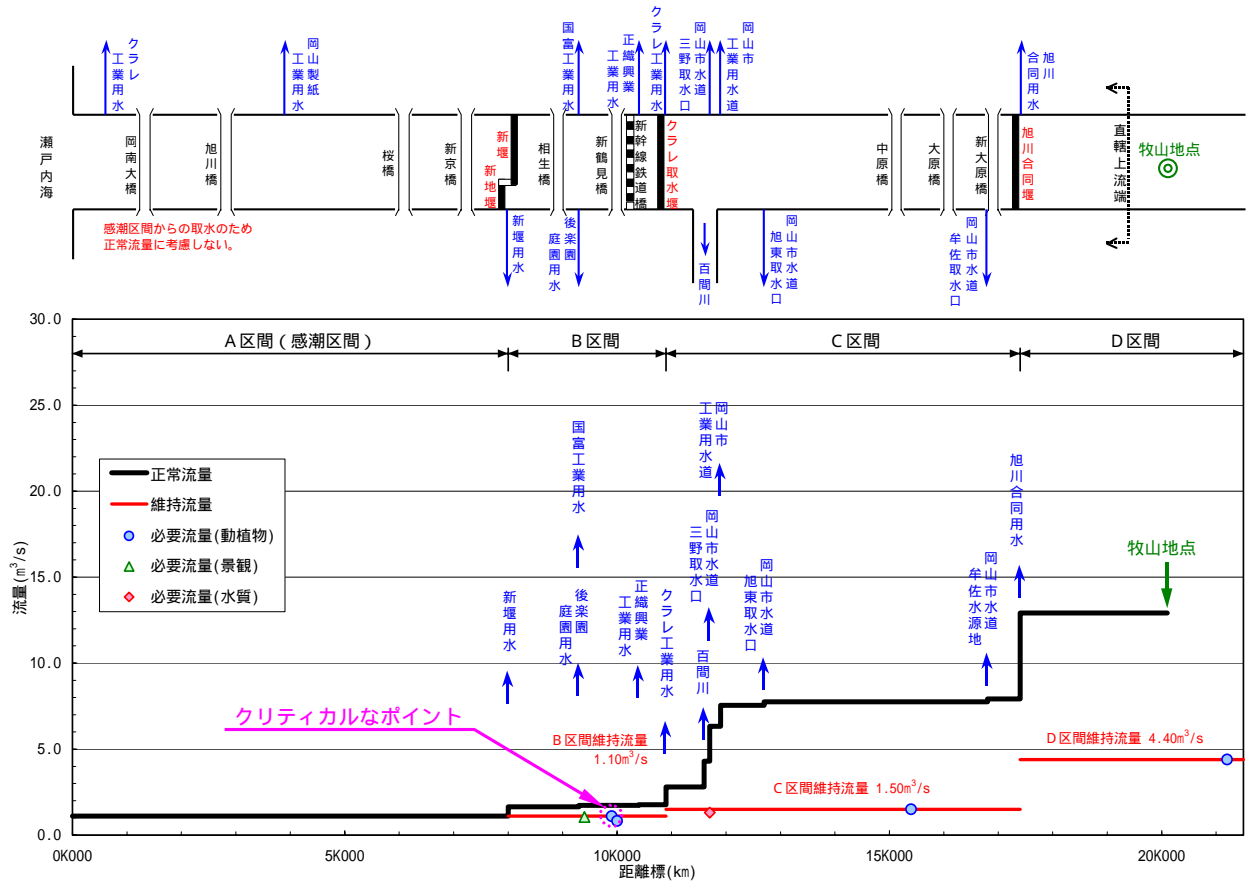 クラレ
工業用水
岡山製紙
工業用水
国富
工業用水
正織興業
工業用水
クラレ
工業用水
岡山市水道
三野取水口
岡山市
工業用水道
旭川
合同用水
瀬戸内海
岡南大橋
旭川橋
桜橋
新京橋
新堰
新地堰
相生橋
新鶴見橋
新幹線鉄道橋
クラレ取水堰
中原橋
大原橋
新大原橋
旭川合同堰
直轄上流端
牧山地点
感潮区間からの取水のため
正常流量に考慮しない。
新堰用水
後楽園
庭園用水
百間川
岡山市水道
旭東取水口
岡山市水道
牟佐取水口
30.0
25.0
20.0
15.0
10.0
5.0
0.0
流量(m³/s)
A区間(感潮区間)
B区間
C区間
D区間
正常流量
維持流量
必要流量(動植物)
必要流量(景観)
必要流量(水質)
新堰用水
国富工業用水
後楽園
庭園用水
正織興業
工業用水
クラレ工業用水
百間川
岡山市水道
三野取水口
岡山市
工業用水道
岡山市水道
旭東取水口
岡山市水道
牟佐水源地
旭川合同用水
牧山地点
クリティカルなポイント
B区間維持流量
1.10m³/s
C区間維持流量 1.50m³/s
D区間維持流量 4.40m³/s
0K000
5K000
10K000
15K000
20K000
距離標(km)